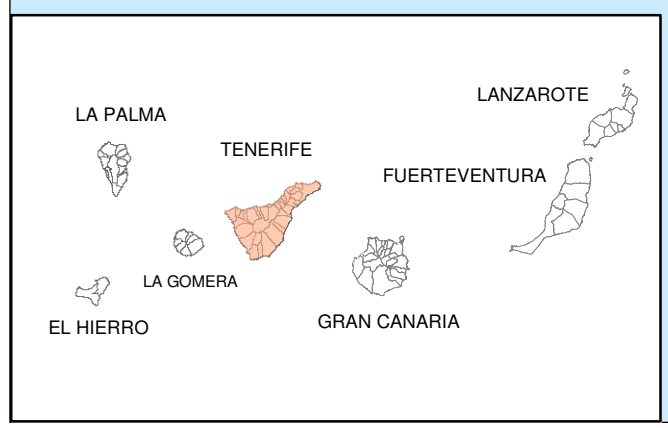 LANZAROTE
LA PALMA
TENERIFE
FUERTEVENTURA
LA GOMERA
GRAN CANARIA
EL HIERRO